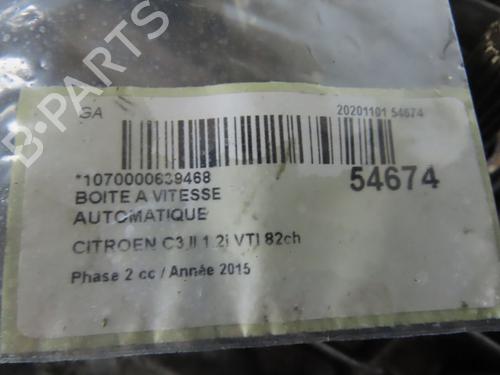 GA
20201101 54674
*1070000639468
54674
BOITE A VITESSE
AUTOMATIQUE
CITROEN C3 II 1.2i VTI 82ch
Phase 2 cc / Année 2015
B-PARTS